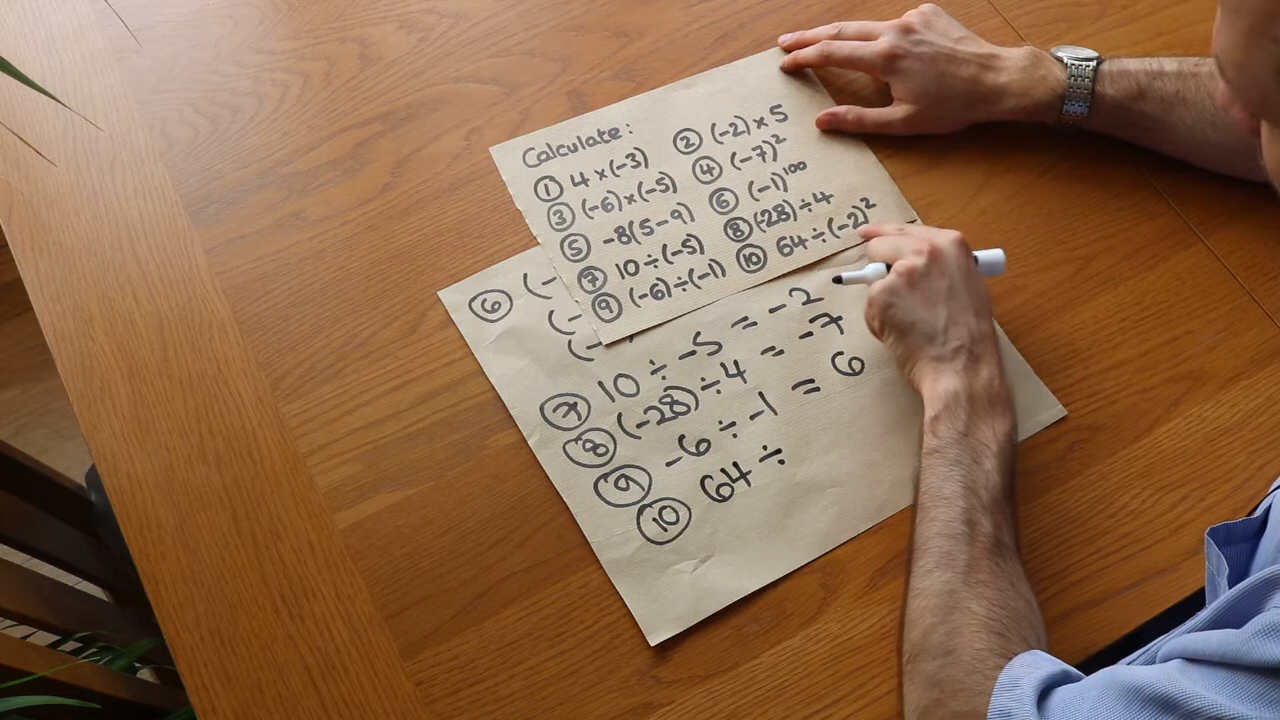 Calculate:
① 4 × (-3) ② (-2) × 5
③ (-6) × (-5) ④ (-7)²
⑤ -8(5-9) ⑥ (-1)¹⁰⁰
⑦ 10 ÷ (-5) ⑧ (-28) ÷ 4
⑨ (-6) ÷ (-1) ⑩ 64 ÷ (-2)²
⑥ (-
(-
(-
⑦ 10 ÷ -5 = -2
⑧ (-28) ÷ 4 = -7
⑨ -6 ÷ -1 = 6
⑩ 64 ÷